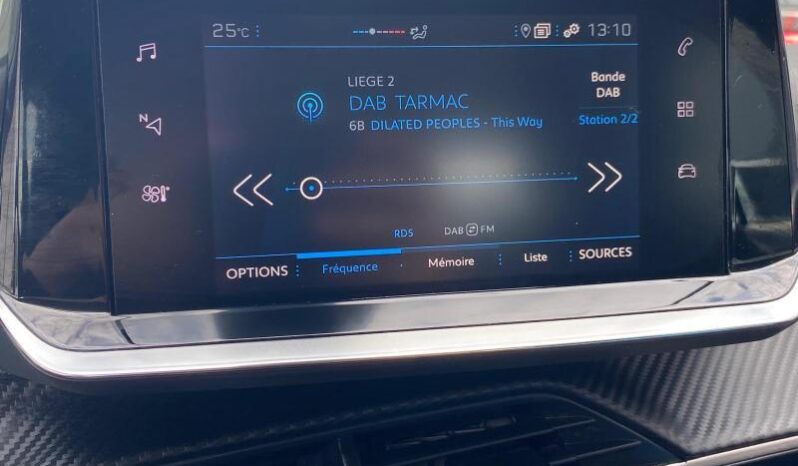 25°C
13:10
LIEGE 2
DAB TARMAC
6B DILATED PEOPLES - This Way
Bande
DAB
Station 2/2
N
RDS
DAB FM
OPTIONS
Fréquence
Mémoire
Liste
SOURCES